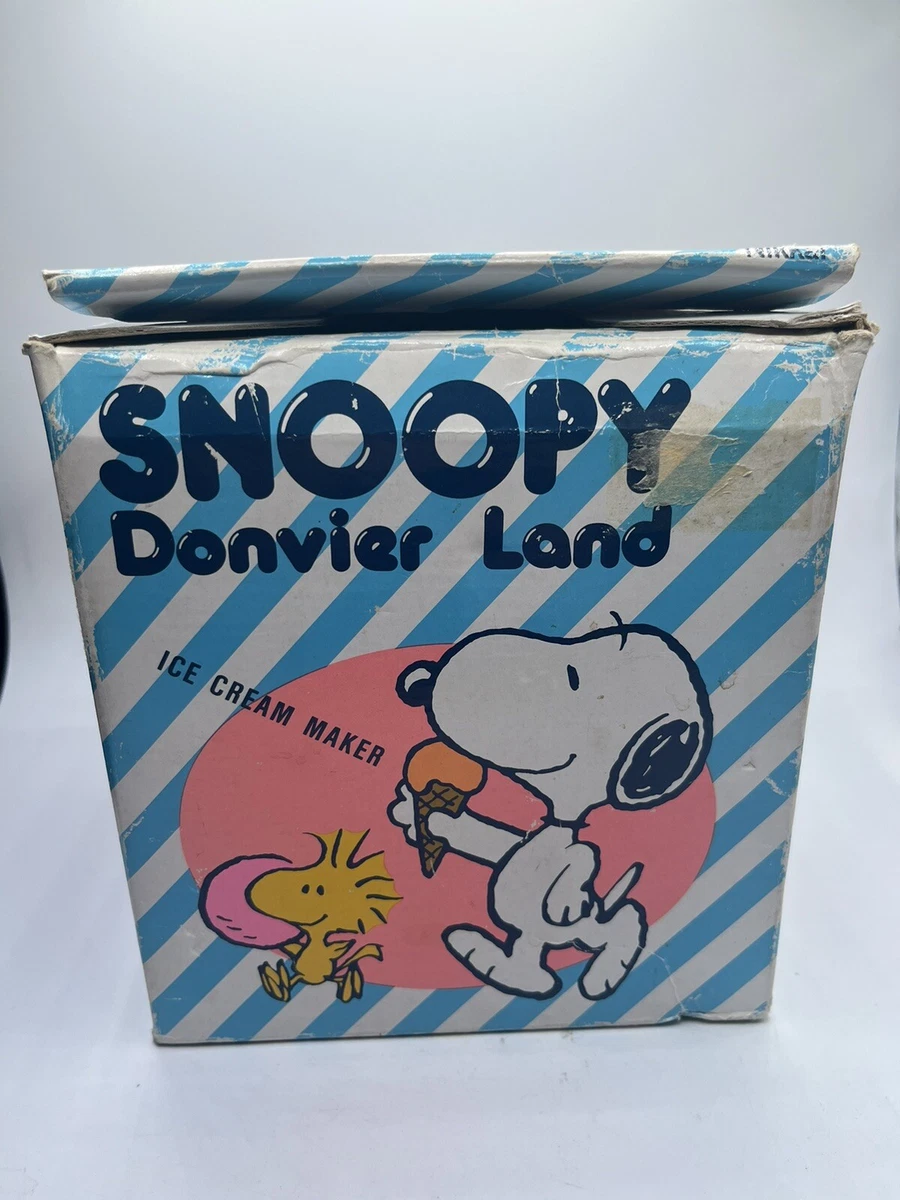 SNOOPY
Donvier Land
ICE CREAM MAKER